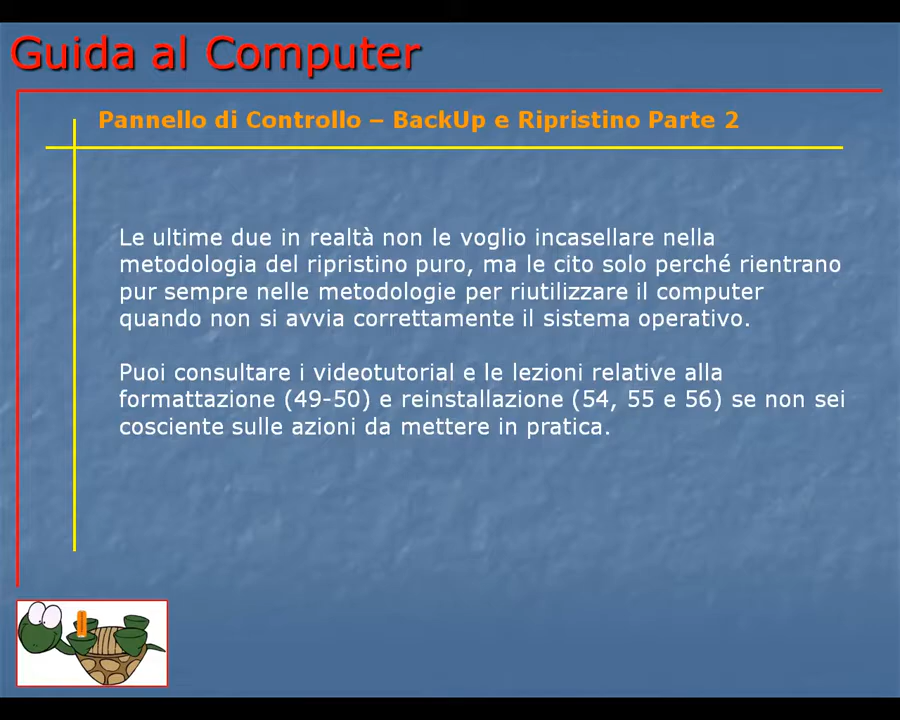 Guida al Computer
Pannello di Controllo – BackUp e Ripristino Parte 2
Le ultime due in realtà non le voglio incasellare nella
metodologia del ripristino puro, ma le cito solo perché rientrano
pur sempre nelle metodologie per riutilizzare il computer
quando non si avvia correttamente il sistema operativo.
Puoi consultare i videotutorial e le lezioni relative alla
formattazione (49-50) e reinstallazione (54, 55 e 56) se non sei
cosciente sulle azioni da mettere in pratica.